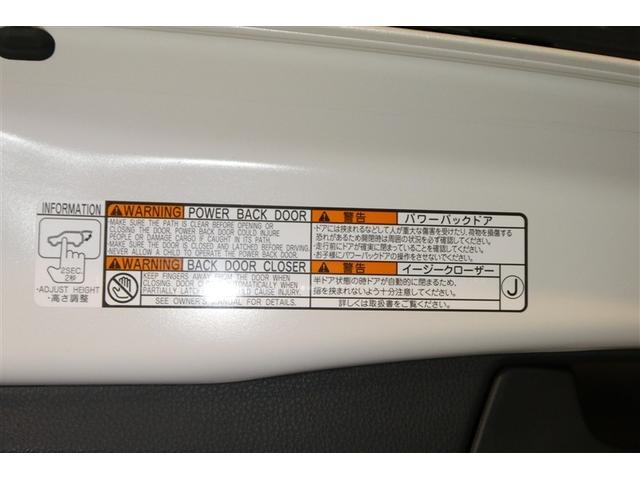 INFORMATION
2SEC.
2秒
・ADJUST HEIGHT
・高さ調整
WARNING POWER BACK DOOR
・MAKE SURE THE PATH IS CLEAR BEFORE OPENING OR
CLOSING THE DOOR, POWER BACK DOOR COULD INJURE
PEOPLE OR DAMAGE CARGO IF CAUGHT IN ITS PATH.
・MAKE SURE THE DOOR IS CLOSED AND LATCHED BEFORE DRIVING.
・NEVER ALLOW A CHILD TO OPERATE THE POWER BACK DOOR.
WARNING BACK DOOR CLOSER
KEEP FINGERS AWAY FROM DOOR WHEN
CLOSING. DOOR CLOSES AUTOMATICALLY WHEN
PARTIALLY LATCHED AND COULD CAUSE INJURY.
SEE OWNER'S MANUAL FOR DETAILS.
警告 パワーバックドア
・ドアには挟まれるなどして人が重大な傷害を受けたり、荷物を損傷する
恐れがあるため開閉時は周囲の状況を必ず確認してください。
・走行前にドアが確実に閉まっていることを確認してください。
・お子様にパワーバックドアの操作をさせないでください。
警告 イージークローザー
半ドア状態の時ドアが自動的に閉まるため、
指を挟まれないよう十分注意してください。
詳しくは取扱書をご覧ください。
J